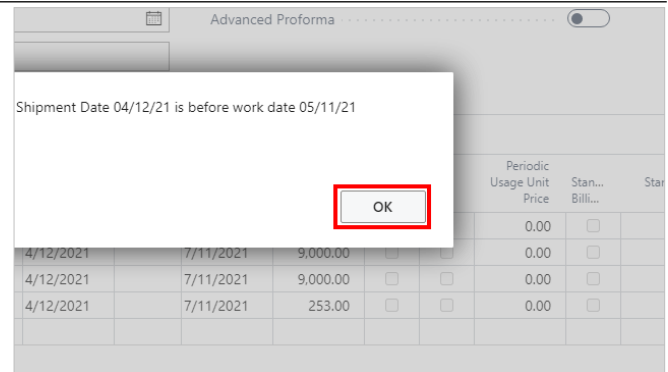 Advanced Proforma
Shipment Date 04/12/21 is before work date 05/11/21
OK
Periodic
Usage Unit Stan... Star
Price Billi...
0.00
4/12/2021 7/11/2021 9,000.00 0.00
4/12/2021 7/11/2021 9,000.00 0.00
4/12/2021 7/11/2021 253.00 0.00